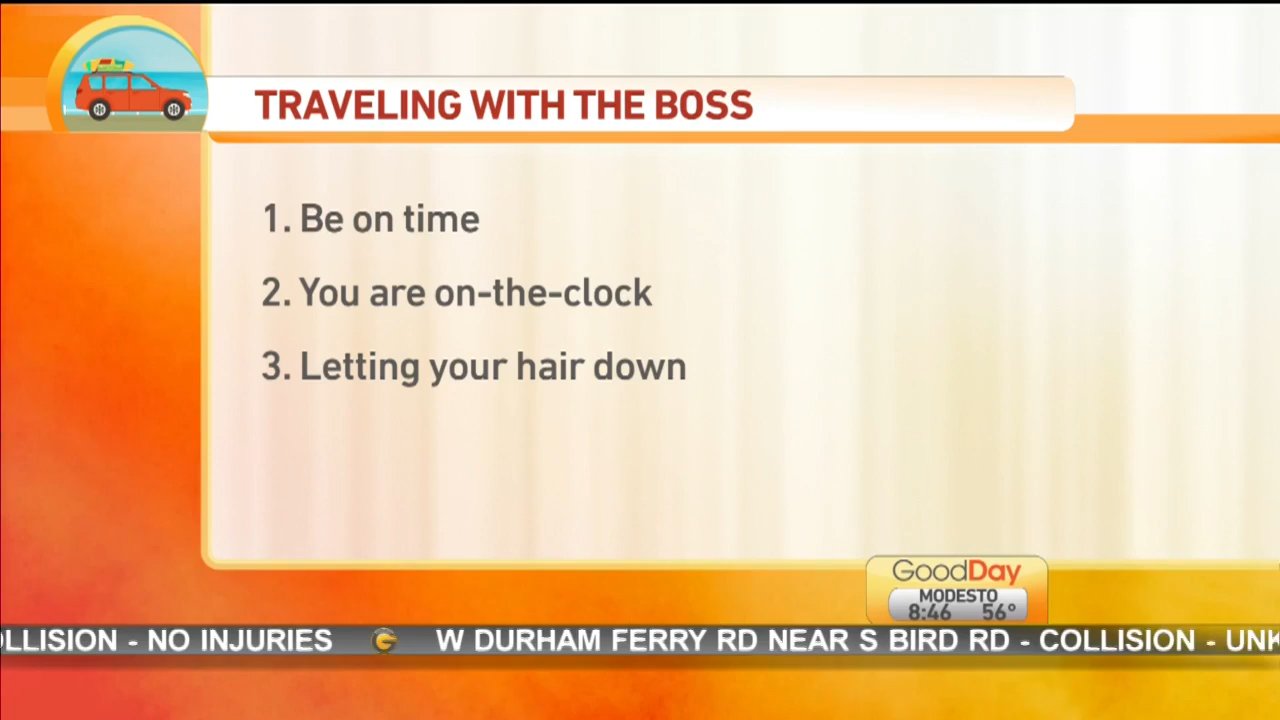 TRAVELING WITH THE BOSS
1. Be on time
2. You are on-the-clock
3. Letting your hair down
GoodDay
MODESTO
8:46 56°
OLLISION - NO INJURIES W DURHAM FERRY RD NEAR S BIRD RD - COLLISION - UNK